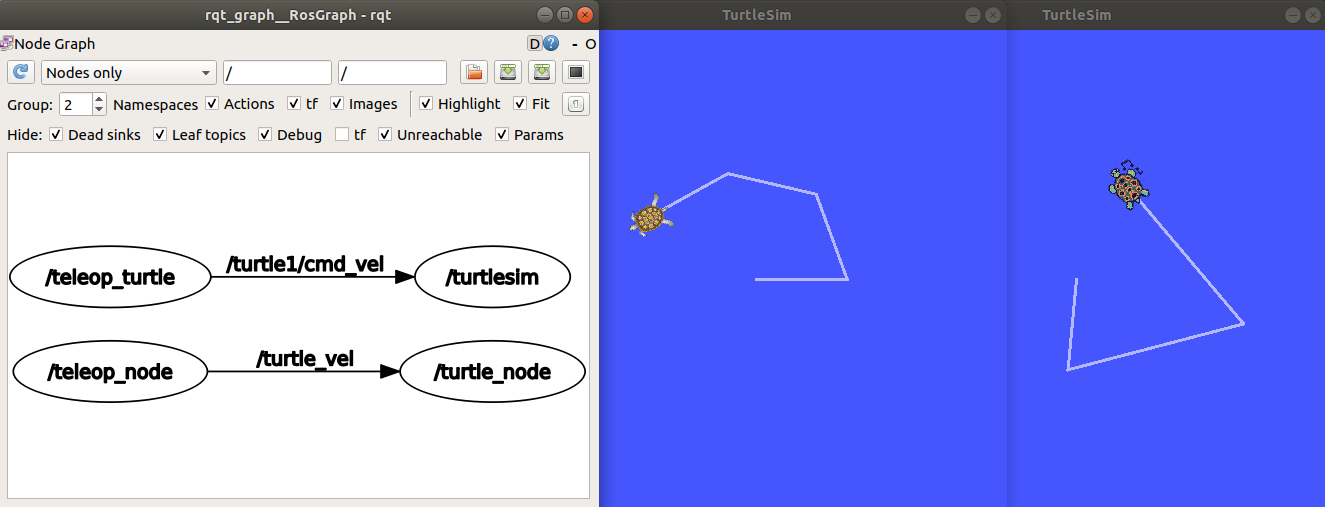 rqt_graph__RosGraph - rqt
TurtleSim
TurtleSim
Node Graph
D ? - O
Nodes only / /
Group: 2 Namespaces Actions tf Images Highlight Fit
Hide: Dead sinks Leaf topics Debug tf Unreachable Params
/teleop_turtle /turtle1/cmd_vel /turtlesim
/teleop_node /turtle_vel /turtle_node